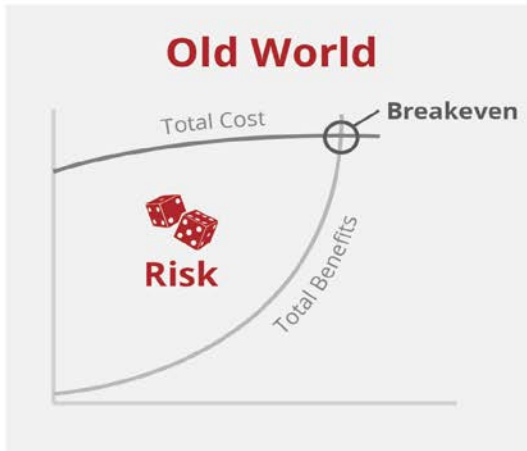 Old World
Total Cost
Breakeven
Risk
Total Benefits